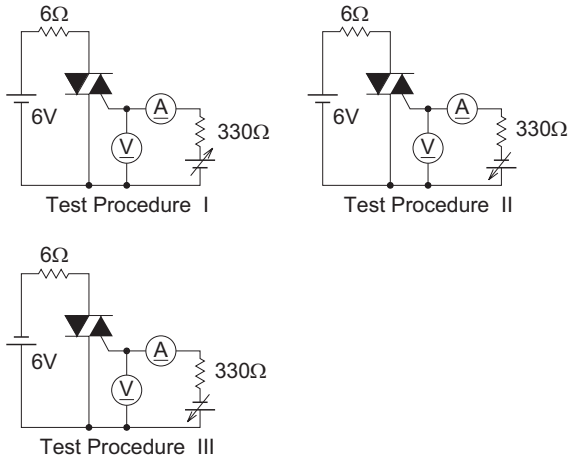 6Ω
6V
A
V
330Ω
Test Procedure I
6Ω
6V
A
V
330Ω
Test Procedure II
6Ω
6V
A
V
330Ω
Test Procedure III